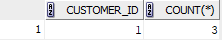 CUSTOMER_ID COUNT(*)
1 1 3